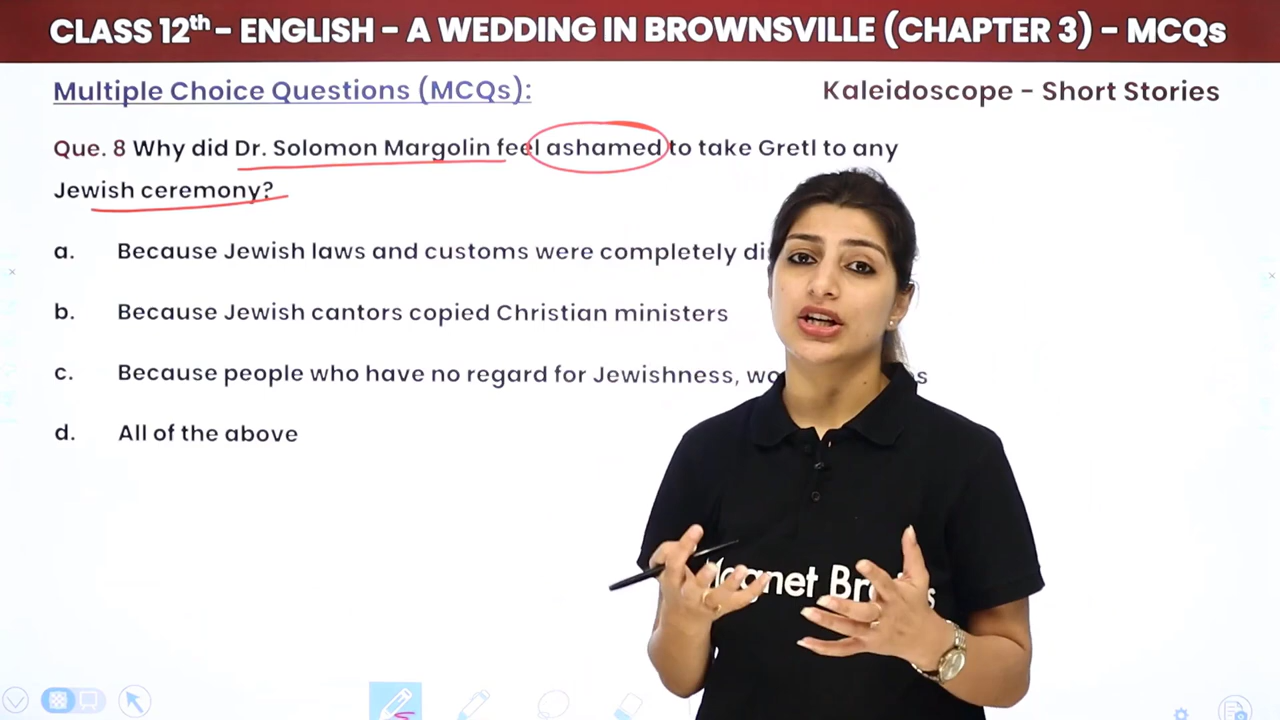 CLASS 12th – ENGLISH – A WEDDING IN BROWNSVILLE (CHAPTER 3) – MCQs
Multiple Choice Questions (MCQs):
Kaleidoscope – Short Stories
Que. 8 Why did Dr. Solomon Margolin feel ashamed to take Gretl to any
Jewish ceremony?
a. Because Jewish laws and customs were completely
b. Because Jewish cantors copied Christian ministers
c. Because people who have no regard for Jewishness,
d. All of the above